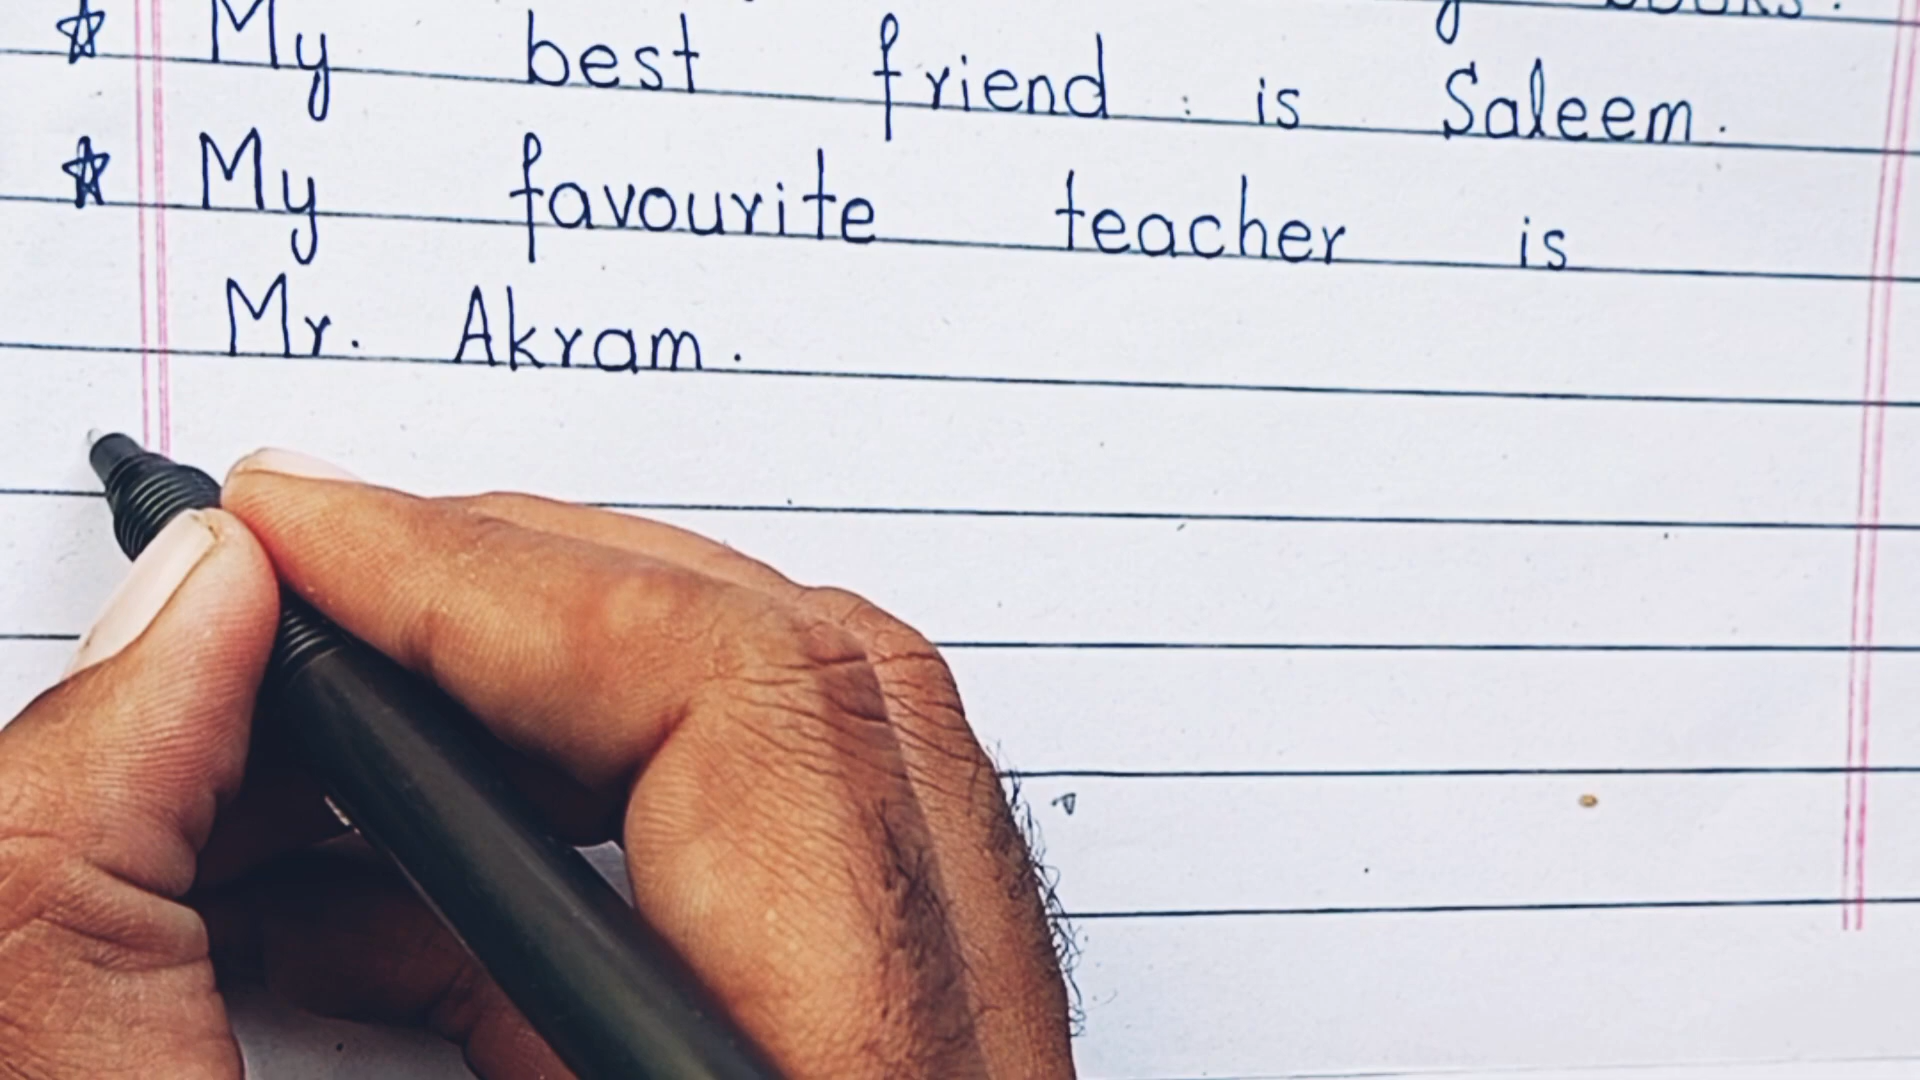 My best friend is Saleem.
My favourite teacher is
Mr. Akram.